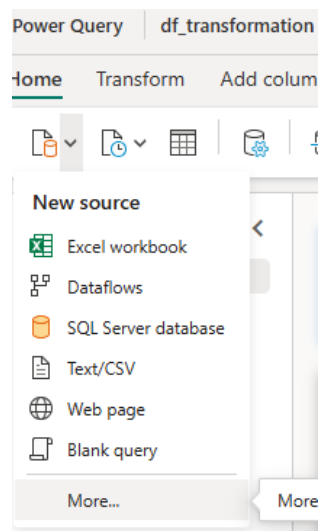 Power Query df_transformation
Home Transform Add colum
New source
Excel workbook
Dataflows
SQL Server database
Text/CSV
Web page
Blank query
More... More